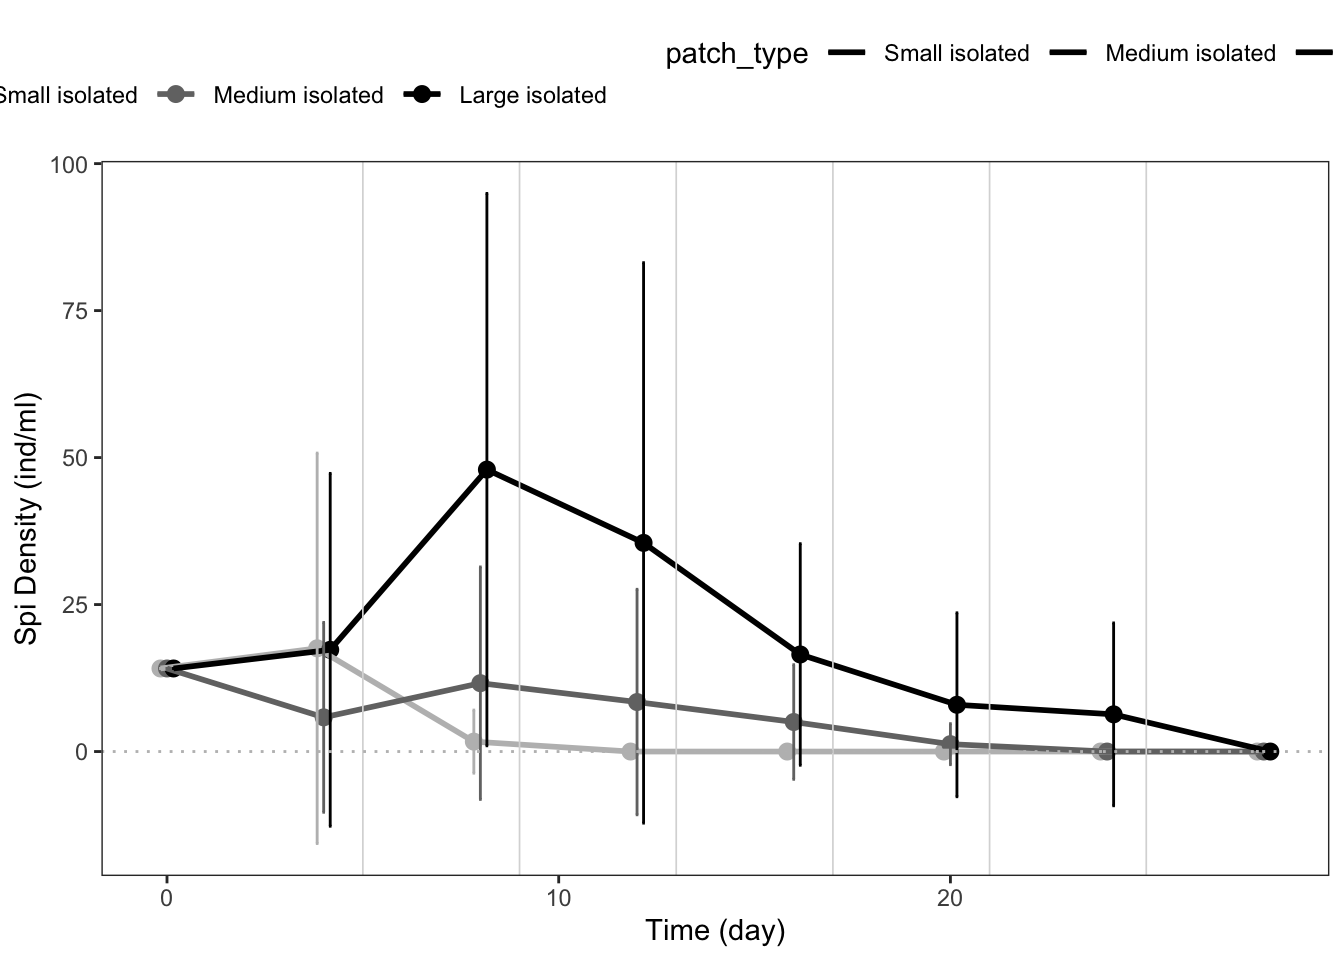 patch_type Small isolated Medium isolated
Small isolated Medium isolated Large isolated
100
75
50
25
0
Spi Density (ind/ml)
0 10 20
Time (day)